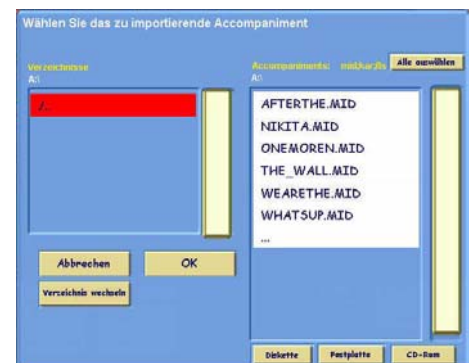 Wählen Sie das zu importierende Accompaniment
Verzeichnisse
A:\
/..
Abbrechen
OK
Verzeichnis wechseln
Accompaniments: mid/kar/ls
Alle auswählen
A:\
AFTERTHE.MID
NIKITA.MID
ONEMOREN.MID
THE_WALL.MID
WEARETHE.MID
WHATSUP.MID
...
Diskette
Festplatte
CD-Rom